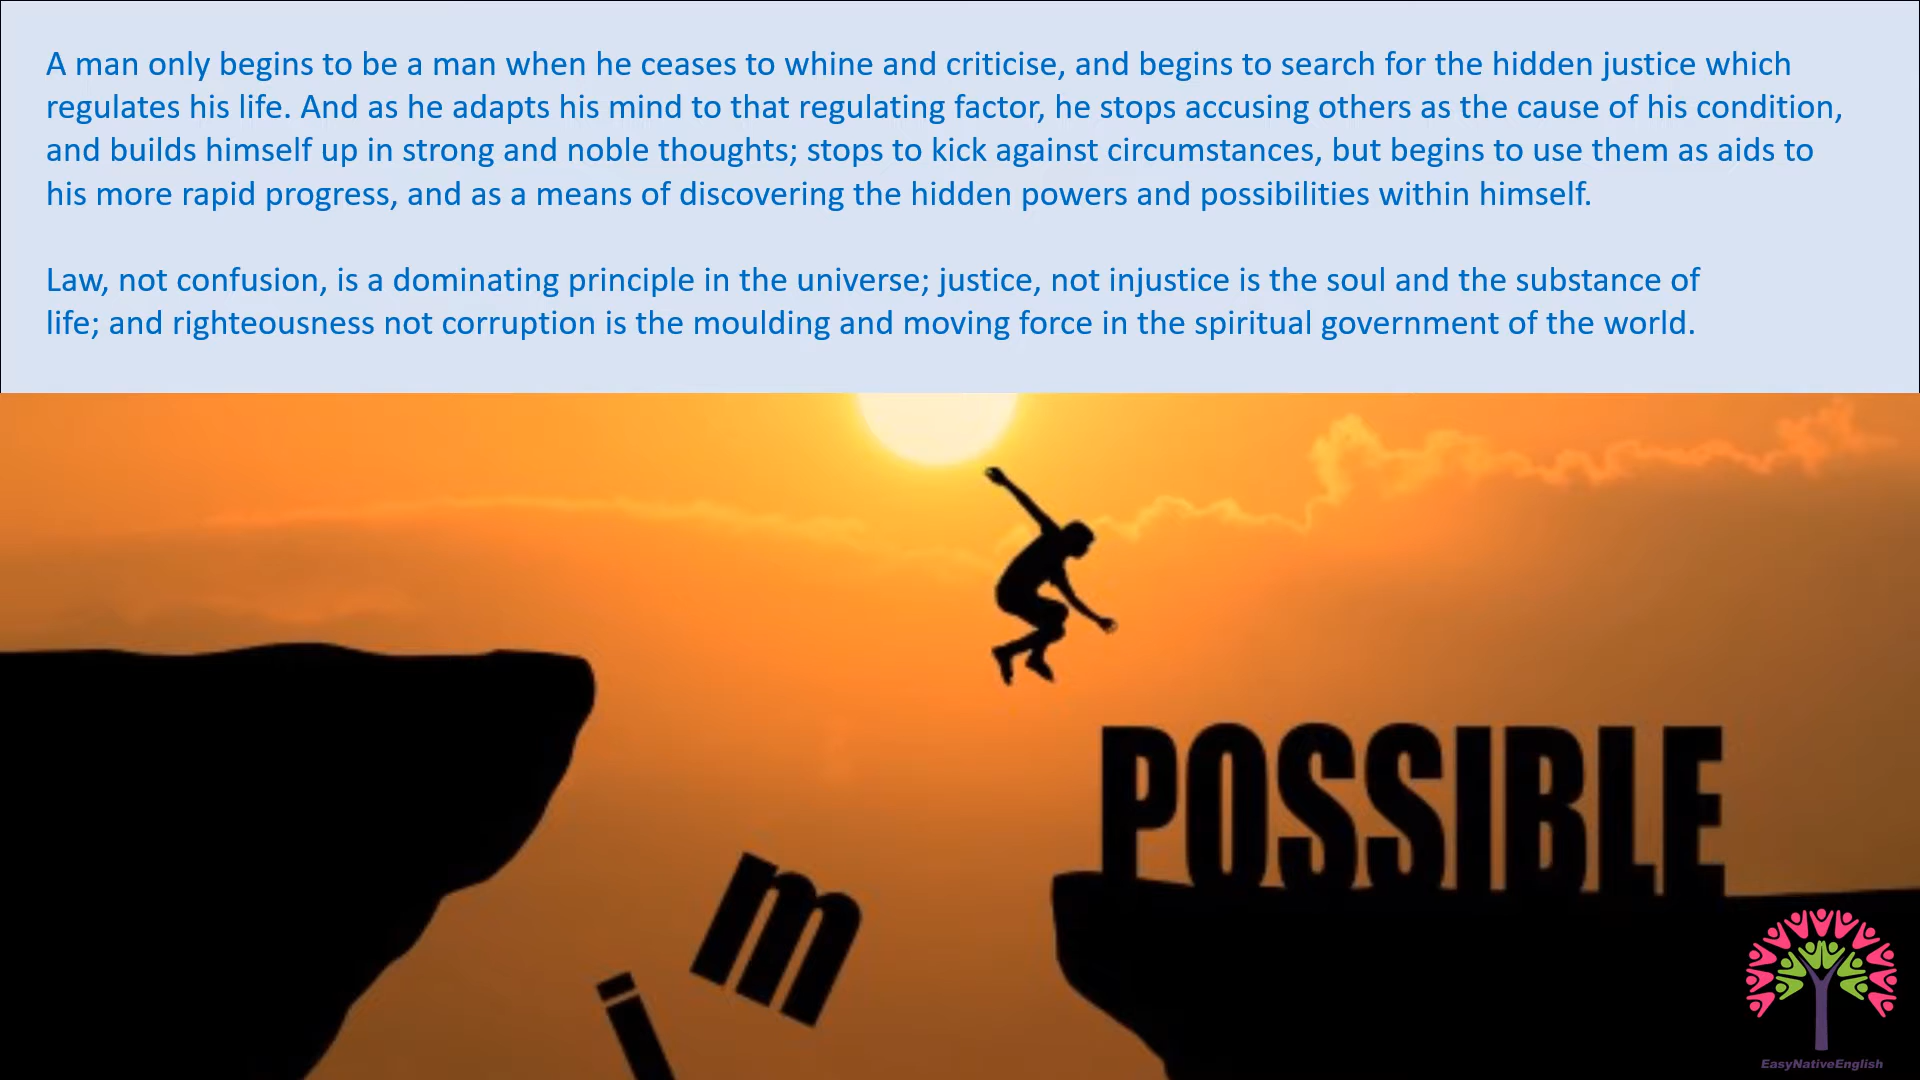 A man only begins to be a man when he ceases to whine and criticise, and begins to search for the hidden justice which
regulates his life. And as he adapts his mind to that regulating factor, he stops accusing others as the cause of his condition,
and builds himself up in strong and noble thoughts; stops to kick against circumstances, but begins to use them as aids to
his more rapid progress, and as a means of discovering the hidden powers and possibilities within himself.
Law, not confusion, is a dominating principle in the universe; justice, not injustice is the soul and the substance of
life; and righteousness not corruption is the moulding and moving force in the spiritual government of the world.
POSSIBLE
m
i
EasyNativeEnglish